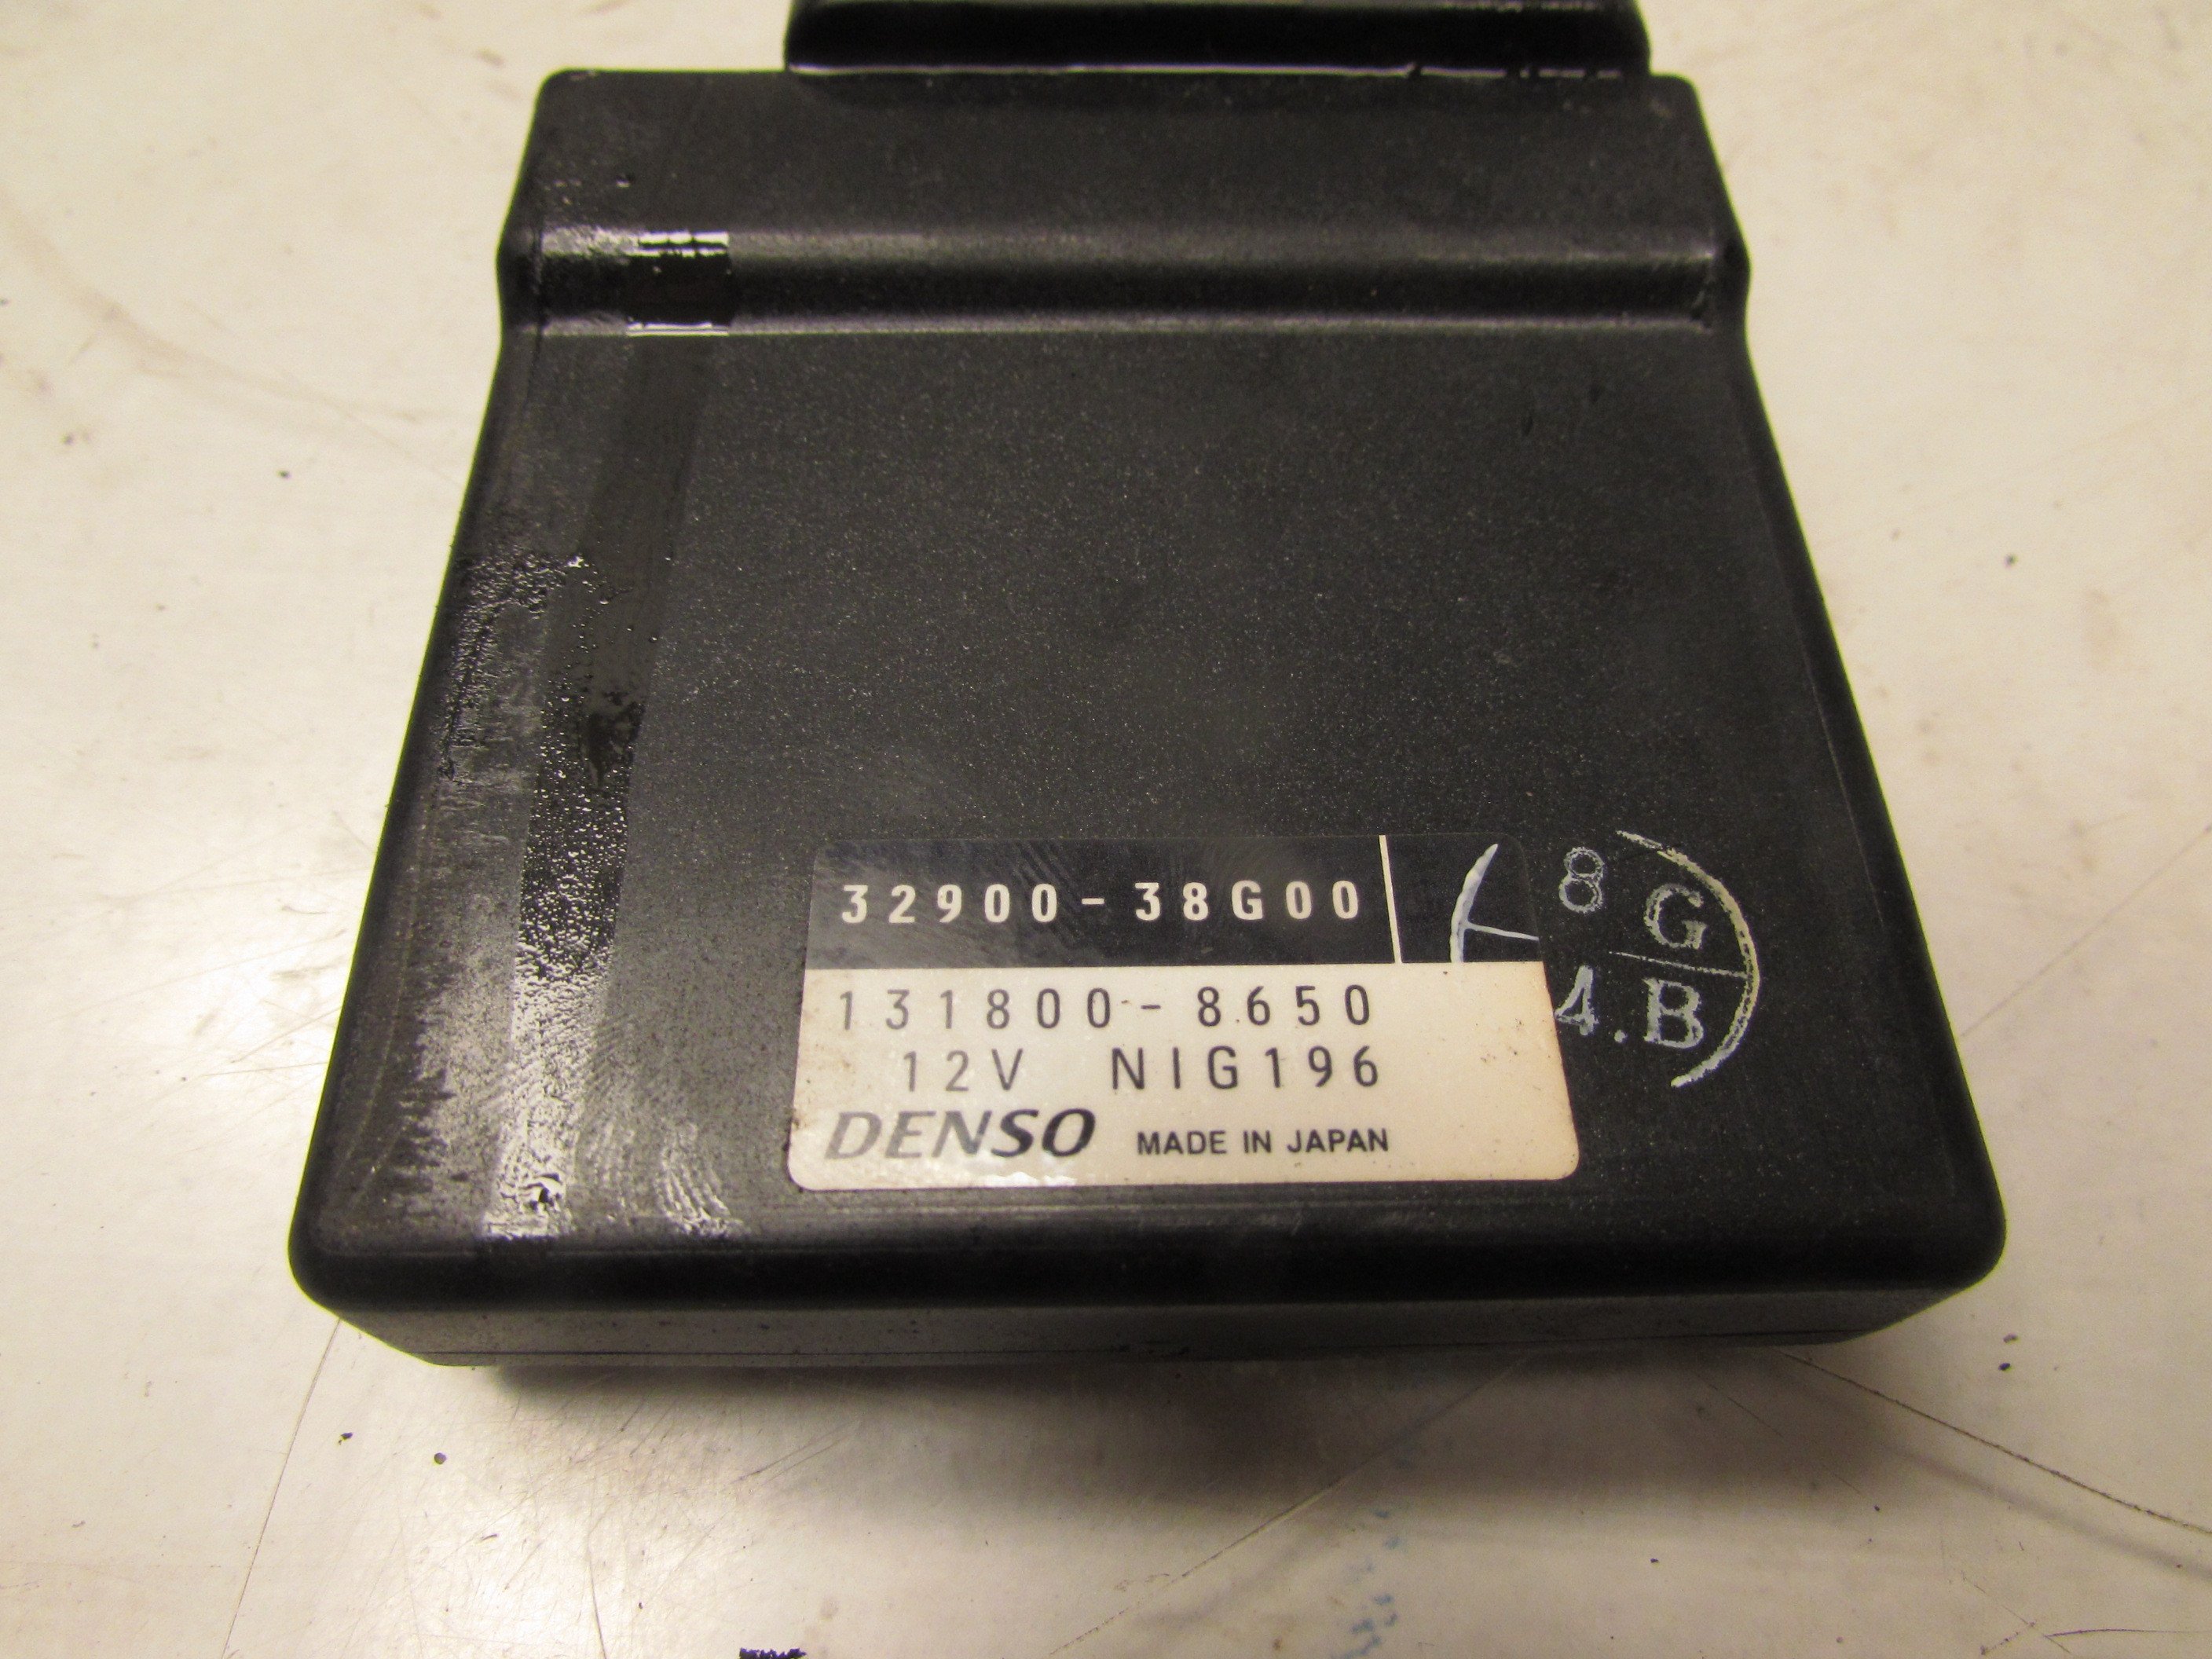 32900-38G00
131800-8650
12V NIG196
DENSO MADE IN JAPAN
8 G
4.B